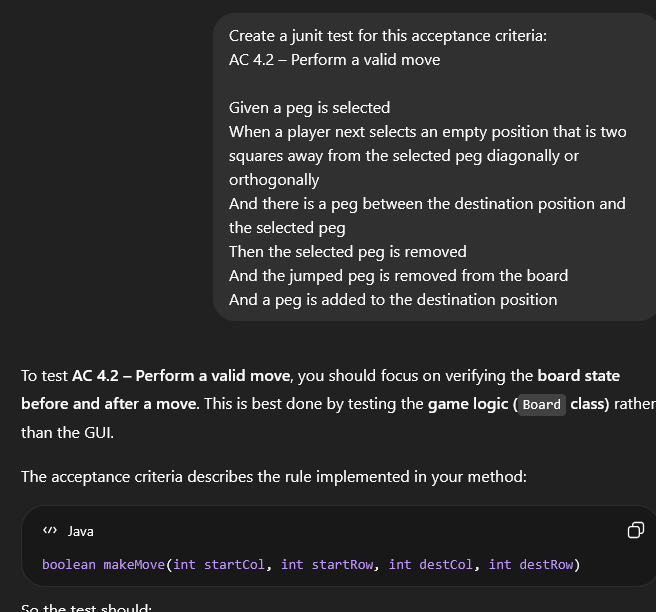 Create a junit test for this acceptance criteria:
AC 4.2 – Perform a valid move
Given a peg is selected
When a player next selects an empty position that is two
squares away from the selected peg diagonally or
orthogonally
And there is a peg between the destination position and
the selected peg
Then the selected peg is removed
And the jumped peg is removed from the board
And a peg is added to the destination position
To test AC 4.2 – Perform a valid move, you should focus on verifying the board state
before and after a move. This is best done by testing the game logic (Board class) rather
than the GUI.
The acceptance criteria describes the rule implemented in your method:
</> Java
boolean makeMove(int startCol, int startRow, int destCol, int destRow)
So the test should: